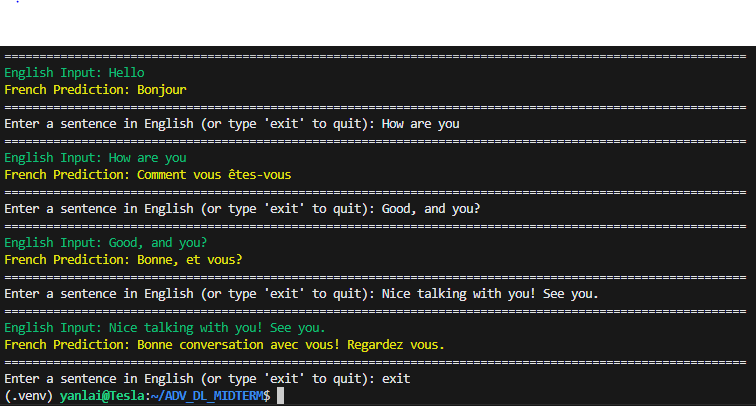 ==========================================================================================================
English Input: Hello
French Prediction: Bonjour
==========================================================================================================
Enter a sentence in English (or type 'exit' to quit): How are you
==========================================================================================================
English Input: How are you
French Prediction: Comment vous êtes-vous
==========================================================================================================
Enter a sentence in English (or type 'exit' to quit): Good, and you?
==========================================================================================================
English Input: Good, and you?
French Prediction: Bonne, et vous?
==========================================================================================================
Enter a sentence in English (or type 'exit' to quit): Nice talking with you! See you.
==========================================================================================================
English Input: Nice talking with you! See you.
French Prediction: Bonne conversation avec vous! Regardez vous.
==========================================================================================================
Enter a sentence in English (or type 'exit' to quit): exit
(.venv) yanlai@Tesla:~/ADV_DL_MIDTERM$